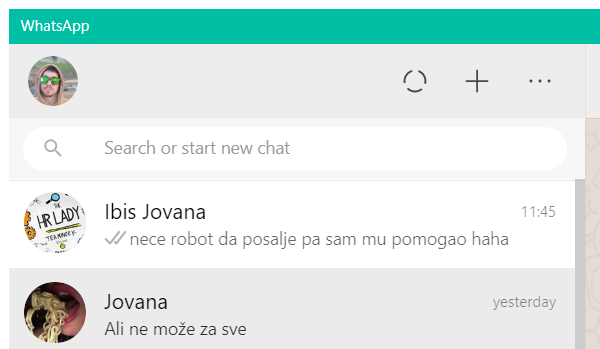 WhatsApp
Search or start new chat
THE
HR LADY
Ibis Jovana
11:45
nece robot da posalje pa sam mu pomogao haha
Jovana
yesterday
Ali ne može za sve